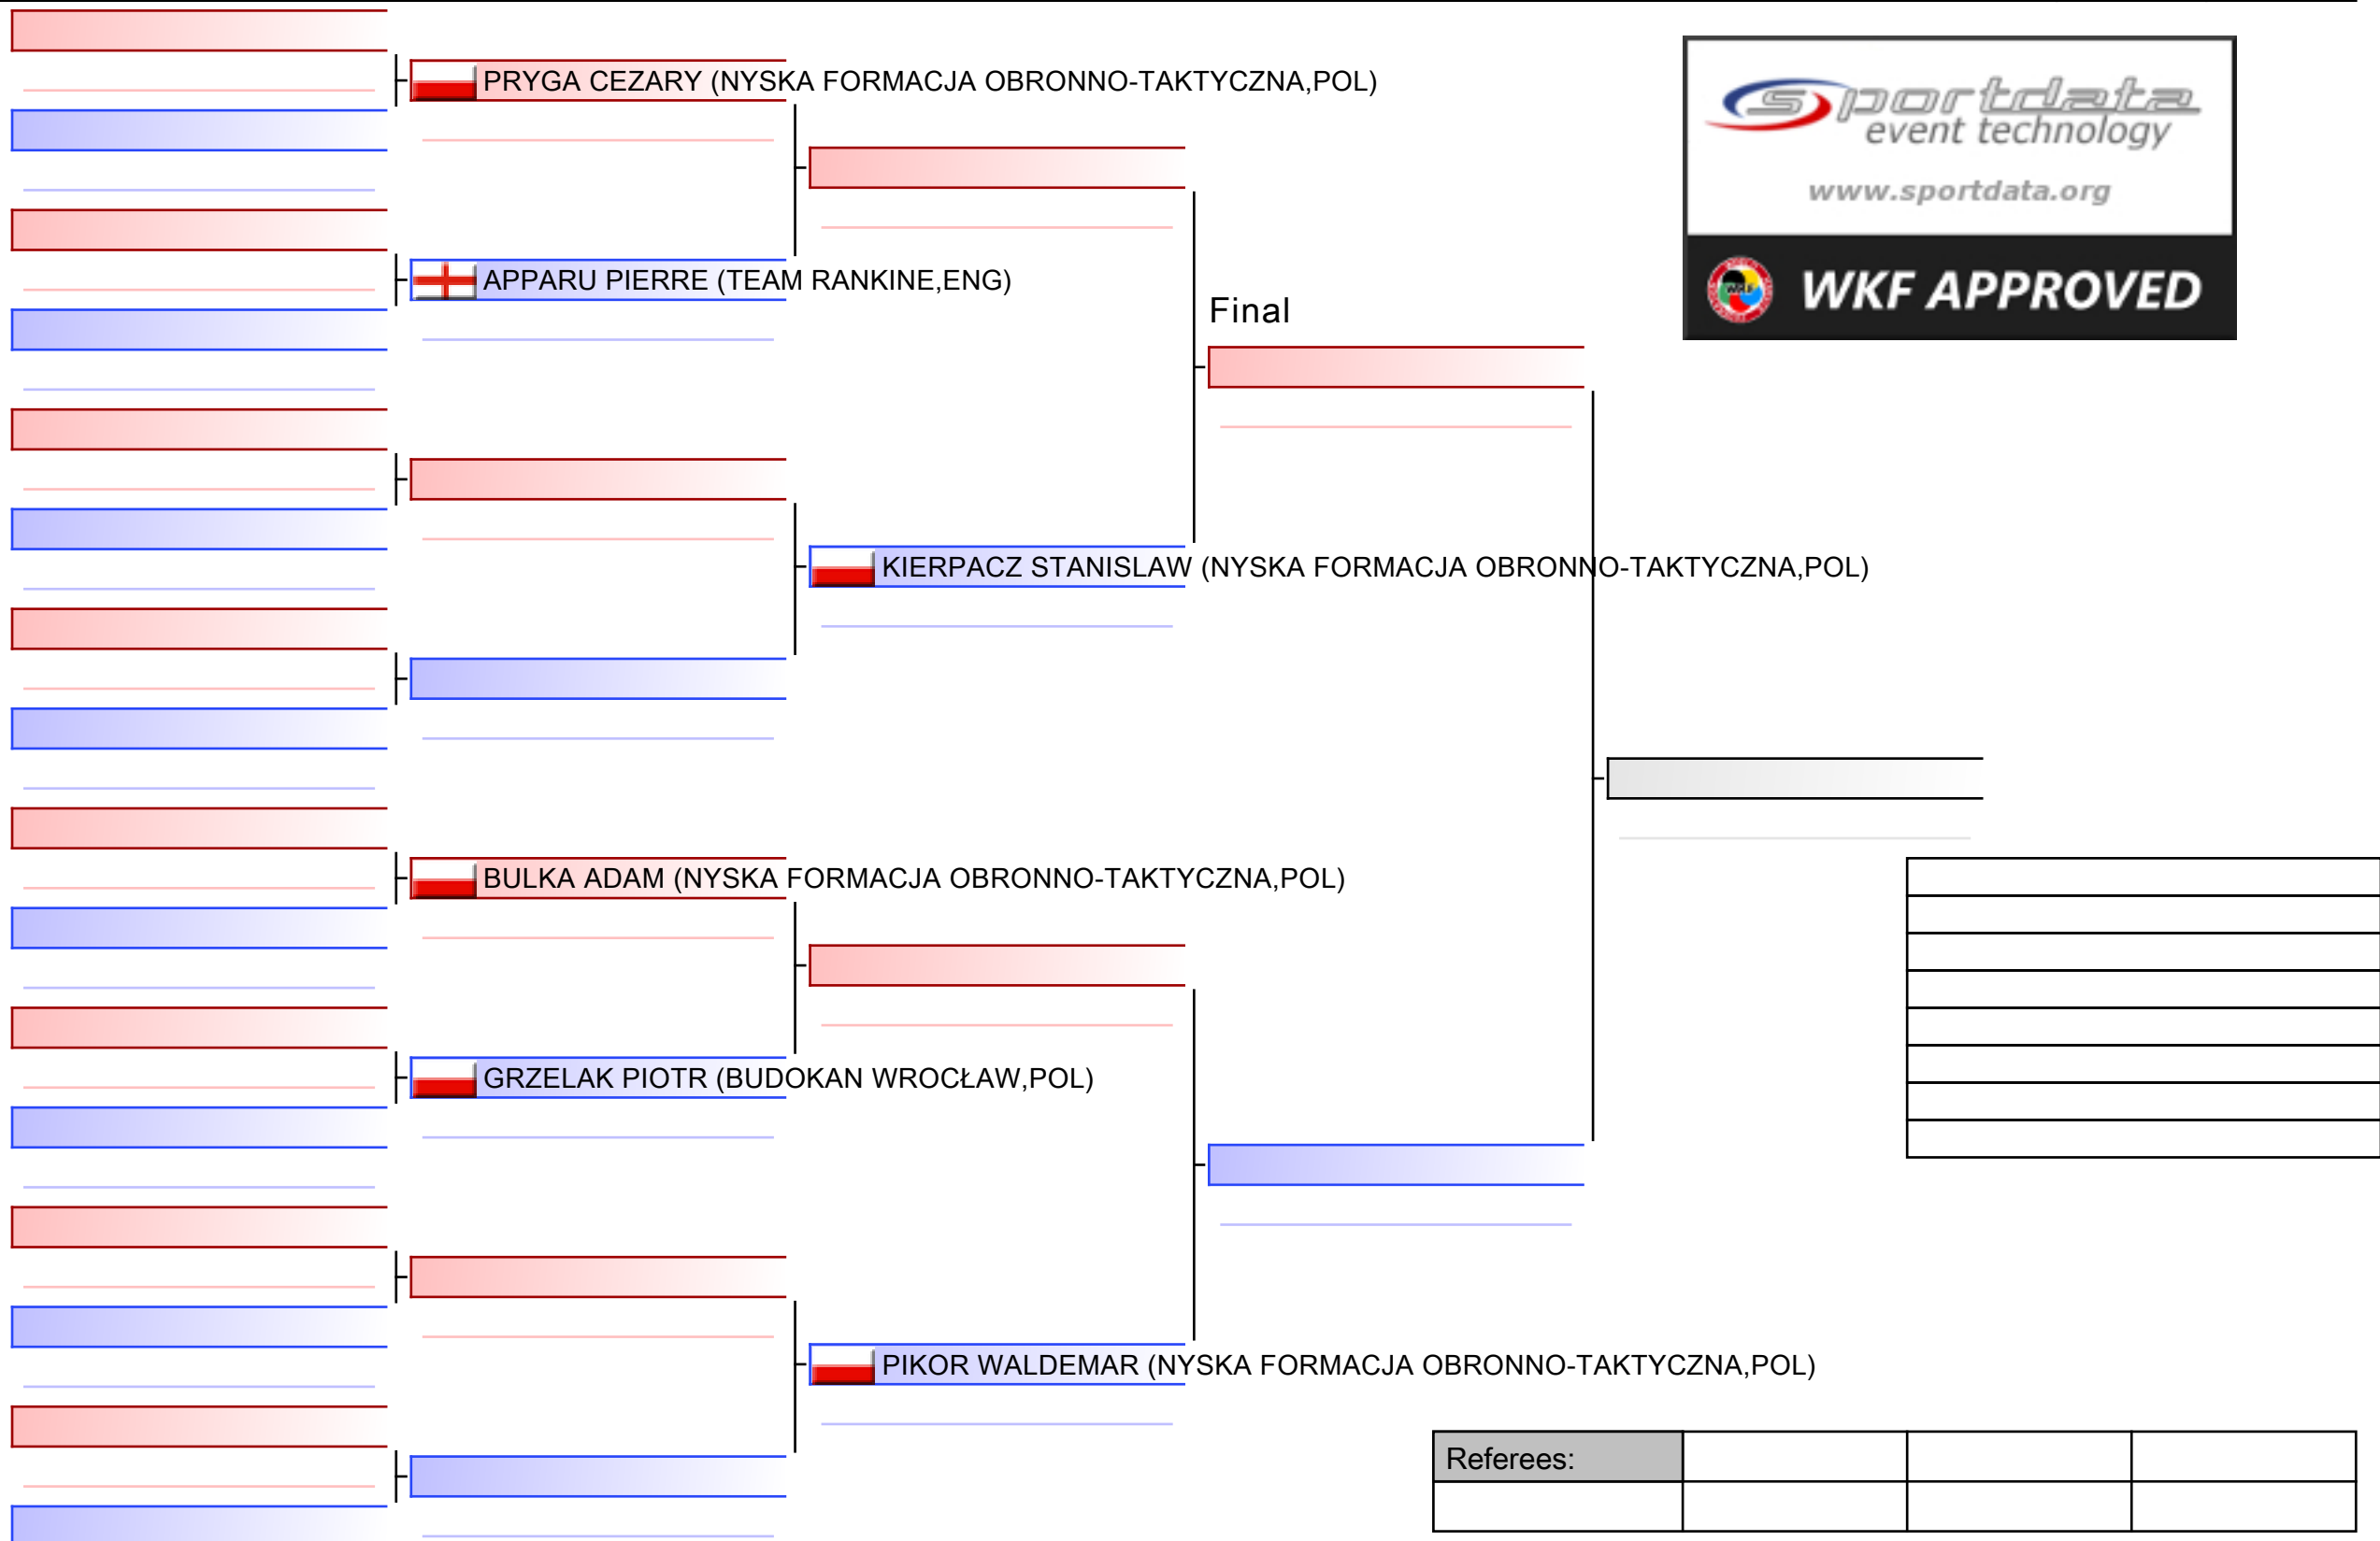 PRYGA CEZARY (NYSKA FORMACJA OBRONNO-TAKTYCZNA,POL)
sportdata
event technology
www.sportdata.org
WKF APPROVED
APPARU PIERRE (TEAM RANKINE,ENG)
Final
KIERPACZ STANISLAW (NYSKA FORMACJA OBRONNO-TAKTYCZNA,POL)
BULKA ADAM (NYSKA FORMACJA OBRONNO-TAKTYCZNA,POL)
GRZELAK PIOTR (BUDOKAN WROCŁAW,POL)
PIKOR WALDEMAR (NYSKA FORMACJA OBRONNO-TAKTYCZNA,POL)
Referees: